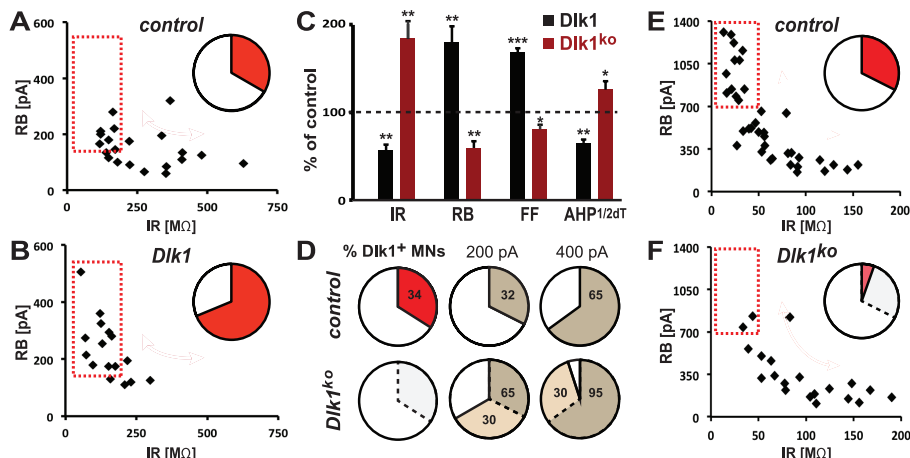 A
control
RB [pA]
600
400
200
0
0
250
500
750
IR [MΩ]
B
Dlk1
RB [pA]
600
400
200
0
0
250
500
750
IR [MΩ]
C
% of control
200
100
0
** ** ** ** *** * ** *
Dlk1
Dlk1ko
IR RB FF AHP1/2dT
D
% Dlk1+ MNs 200 pA 400 pA
control
34 32 65
Dlk1ko
65 30 30 95
E
control
RB [pA]
1400
1050
700
350
0
0 50 100 150 200
IR [MΩ]
F
Dlk1ko
RB [pA]
1400
1050
700
350
0
0 50 100 150 200
IR [MΩ]